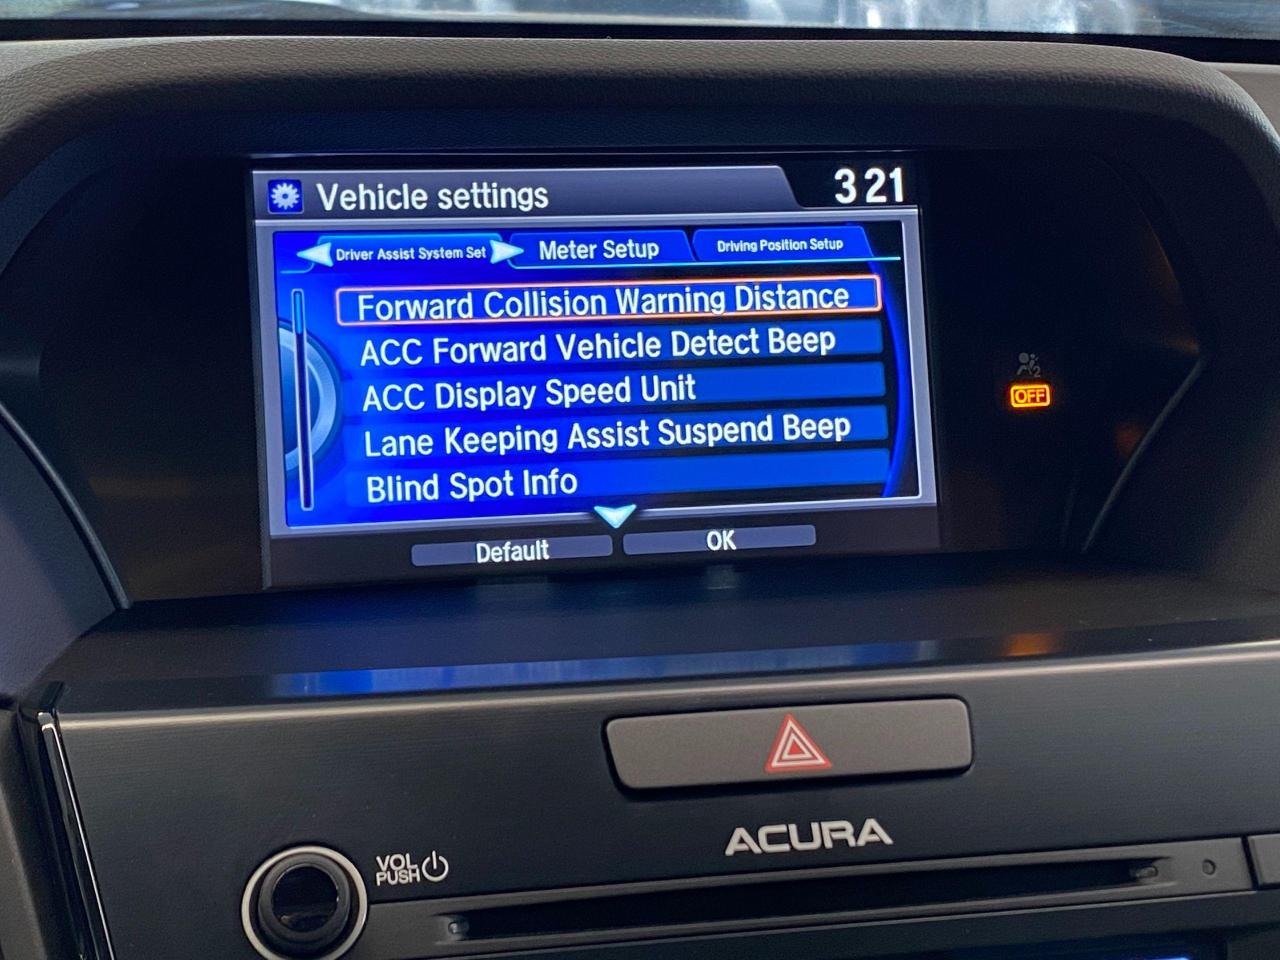 Vehicle settings
3 21
Driver Assist System Set
Meter Setup
Driving Position Setup
Forward Collision Warning Distance
ACC Forward Vehicle Detect Beep
ACC Display Speed Unit
Lane Keeping Assist Suspend Beep
Blind Spot Info
Default
OK
2
OFF
ACURA
VOL
PUSH